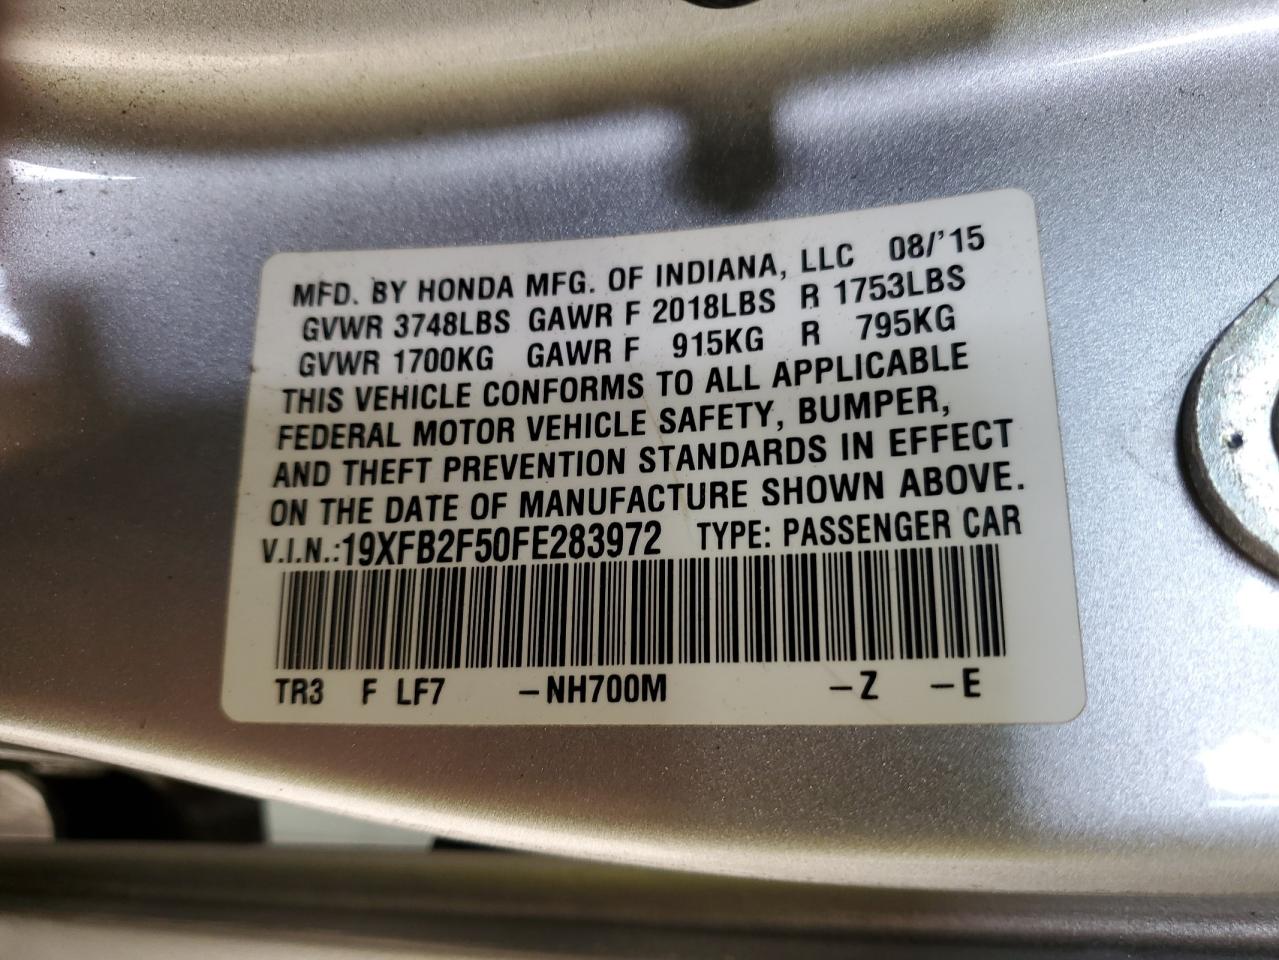 MFD. BY HONDA MFG. OF INDIANA, LLC 08/'15
GVWR 3748LBS GAWR F 2018LBS R 1753LBS
GVWR 1700KG GAWR F 915KG R 795KG
THIS VEHICLE CONFORMS TO ALL APPLICABLE
FEDERAL MOTOR VEHICLE SAFETY, BUMPER,
AND THEFT PREVENTION STANDARDS IN EFFECT
ON THE DATE OF MANUFACTURE SHOWN ABOVE.
V.I.N.:19XFB2F50FE283972 TYPE: PASSENGER CAR
TR3 F LF7 -NH700M -Z -E